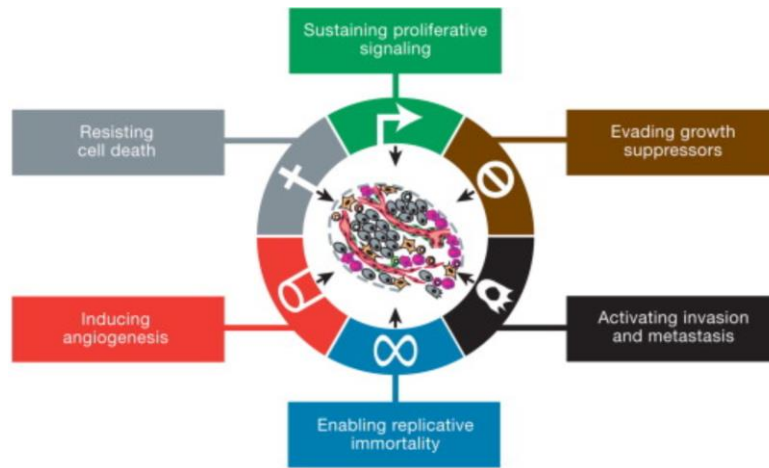 Sustaining proliferative
signaling
Resisting
cell death
Evading growth
suppressors
Inducing
angiogenesis
Activating invasion
and metastasis
Enabling replicative
immortality